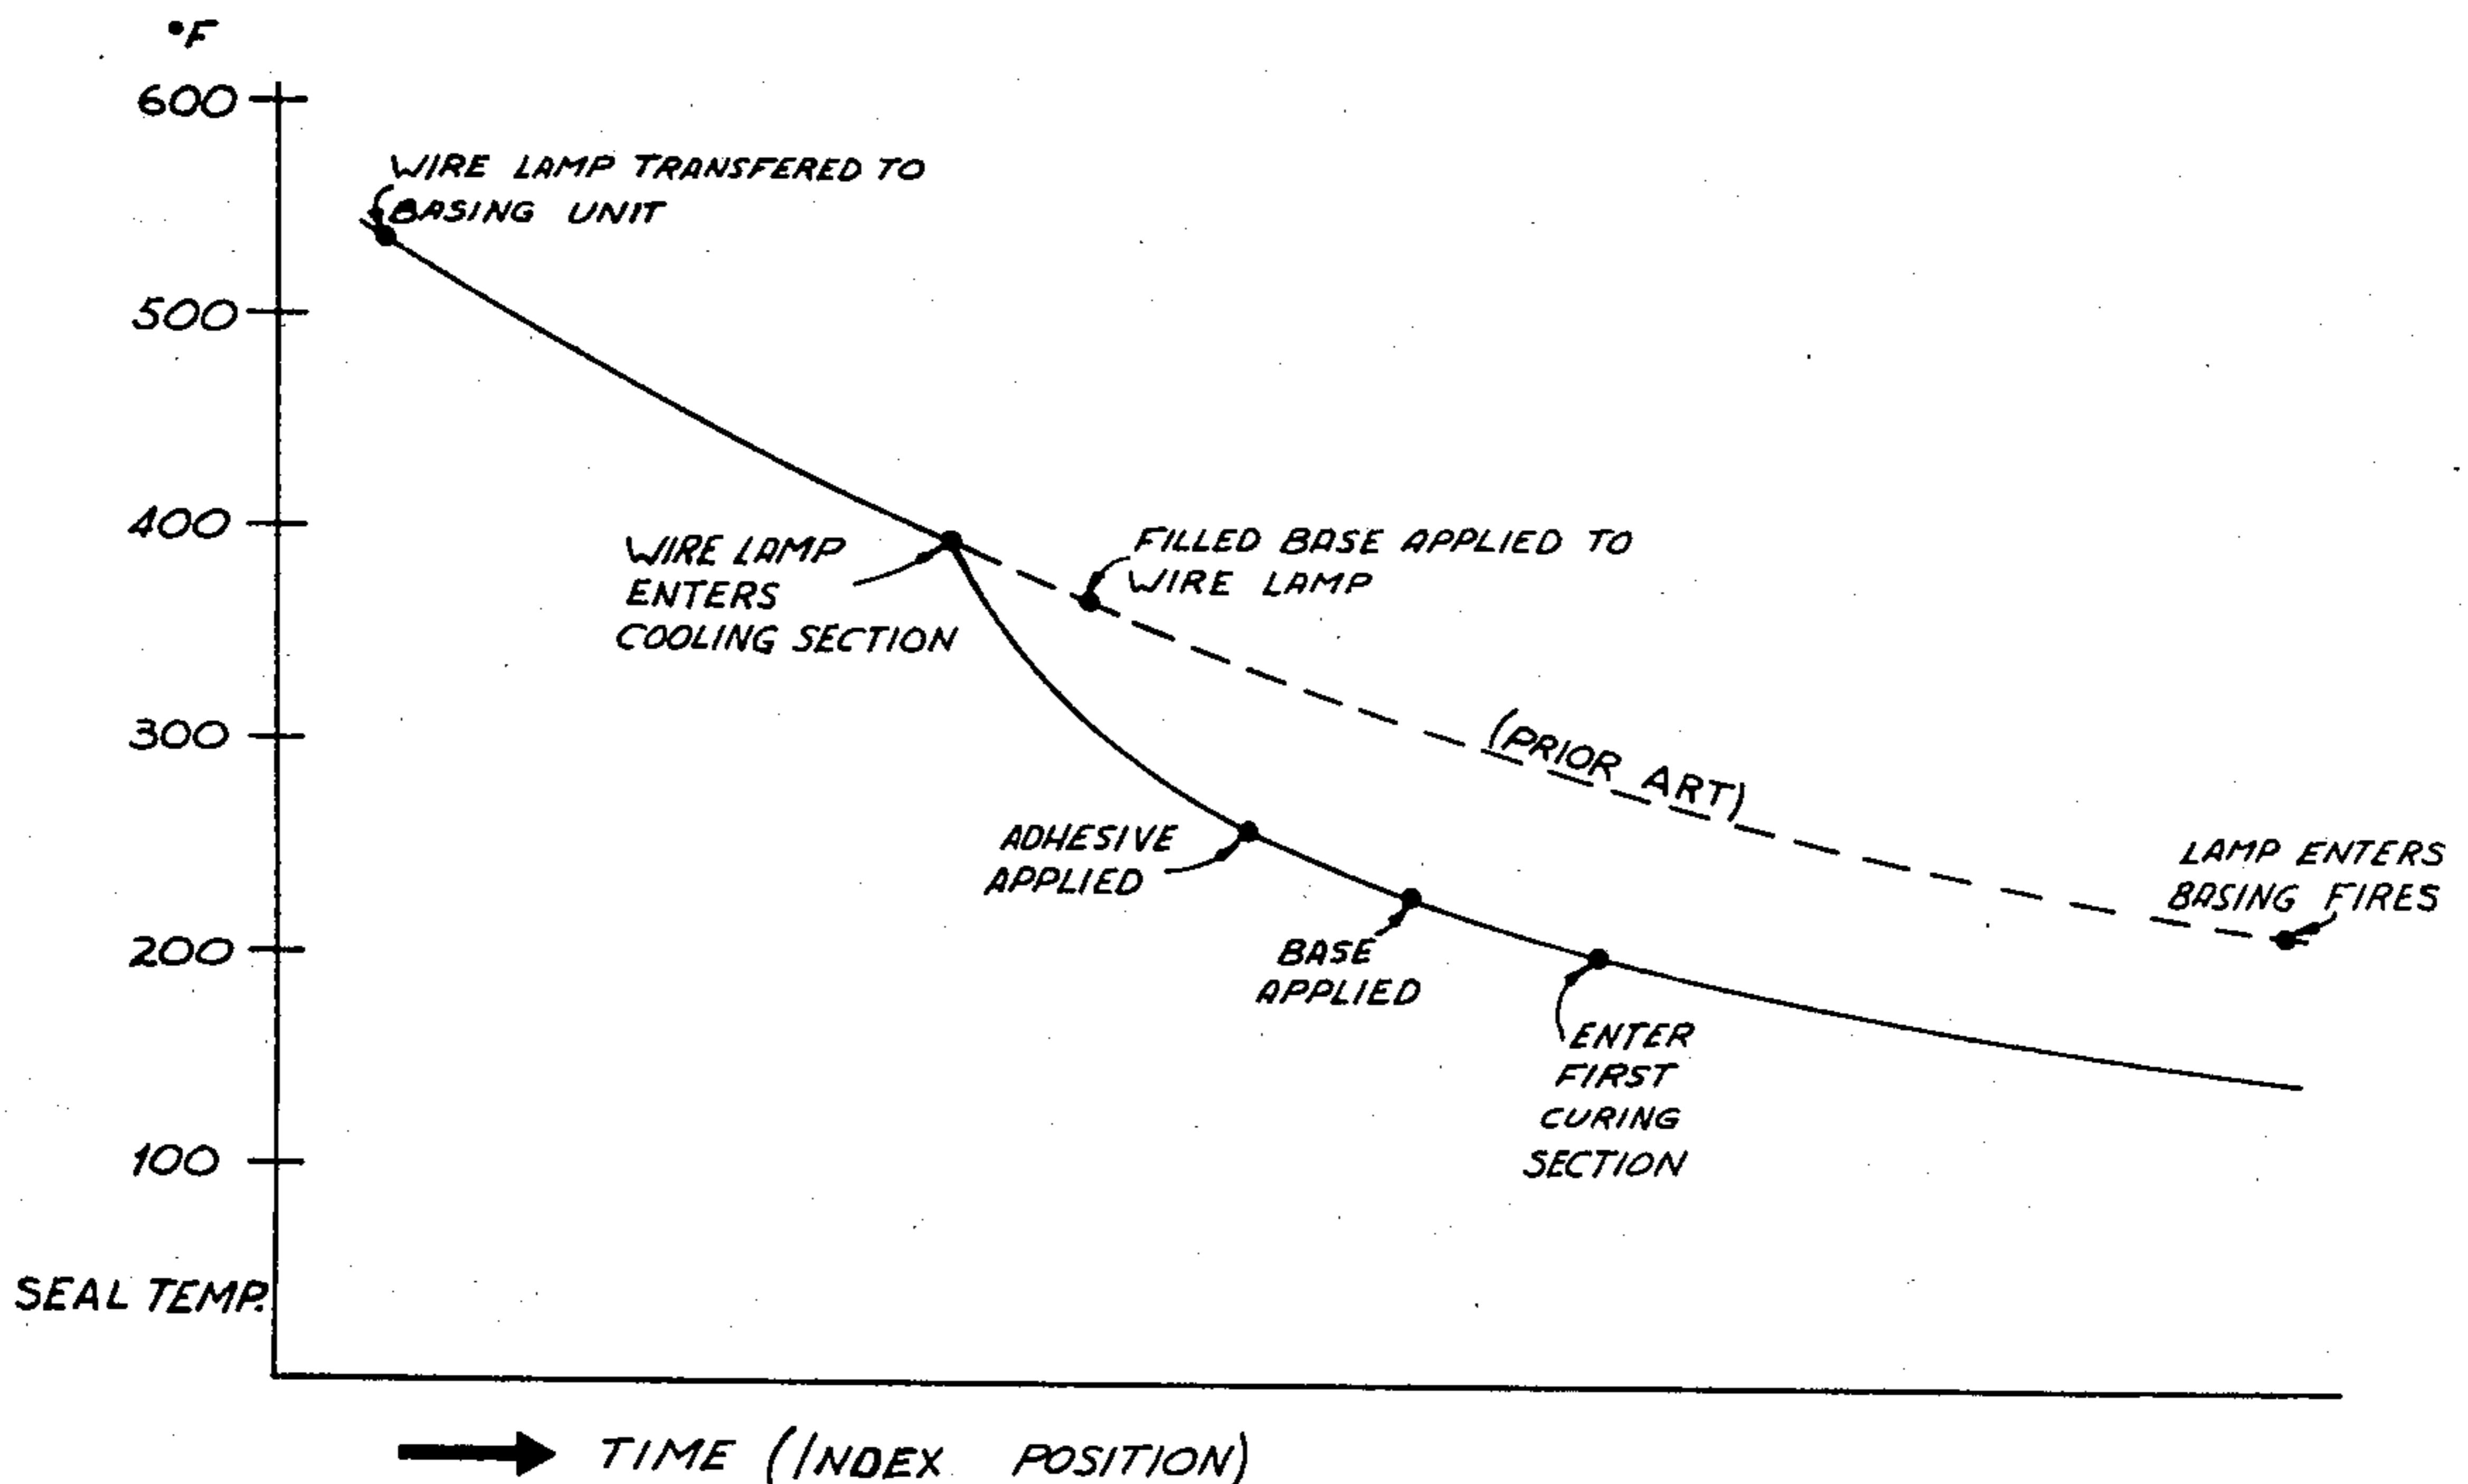 °F
600
WIRE LAMP TRANSFERED TO
BASING UNIT
500
400
WIRE LAMP
ENTERS
COOLING SECTION
FILLED BASE APPLIED TO
WIRE LAMP
300
(PRIOR ART)
ADHESIVE
APPLIED
LAMP ENTERS
BASING FIRES
200
BASE
APPLIED
ENTER
FIRST
CURING
SECTION
100
SEAL TEMP.
TIME (INDEX POSITION)